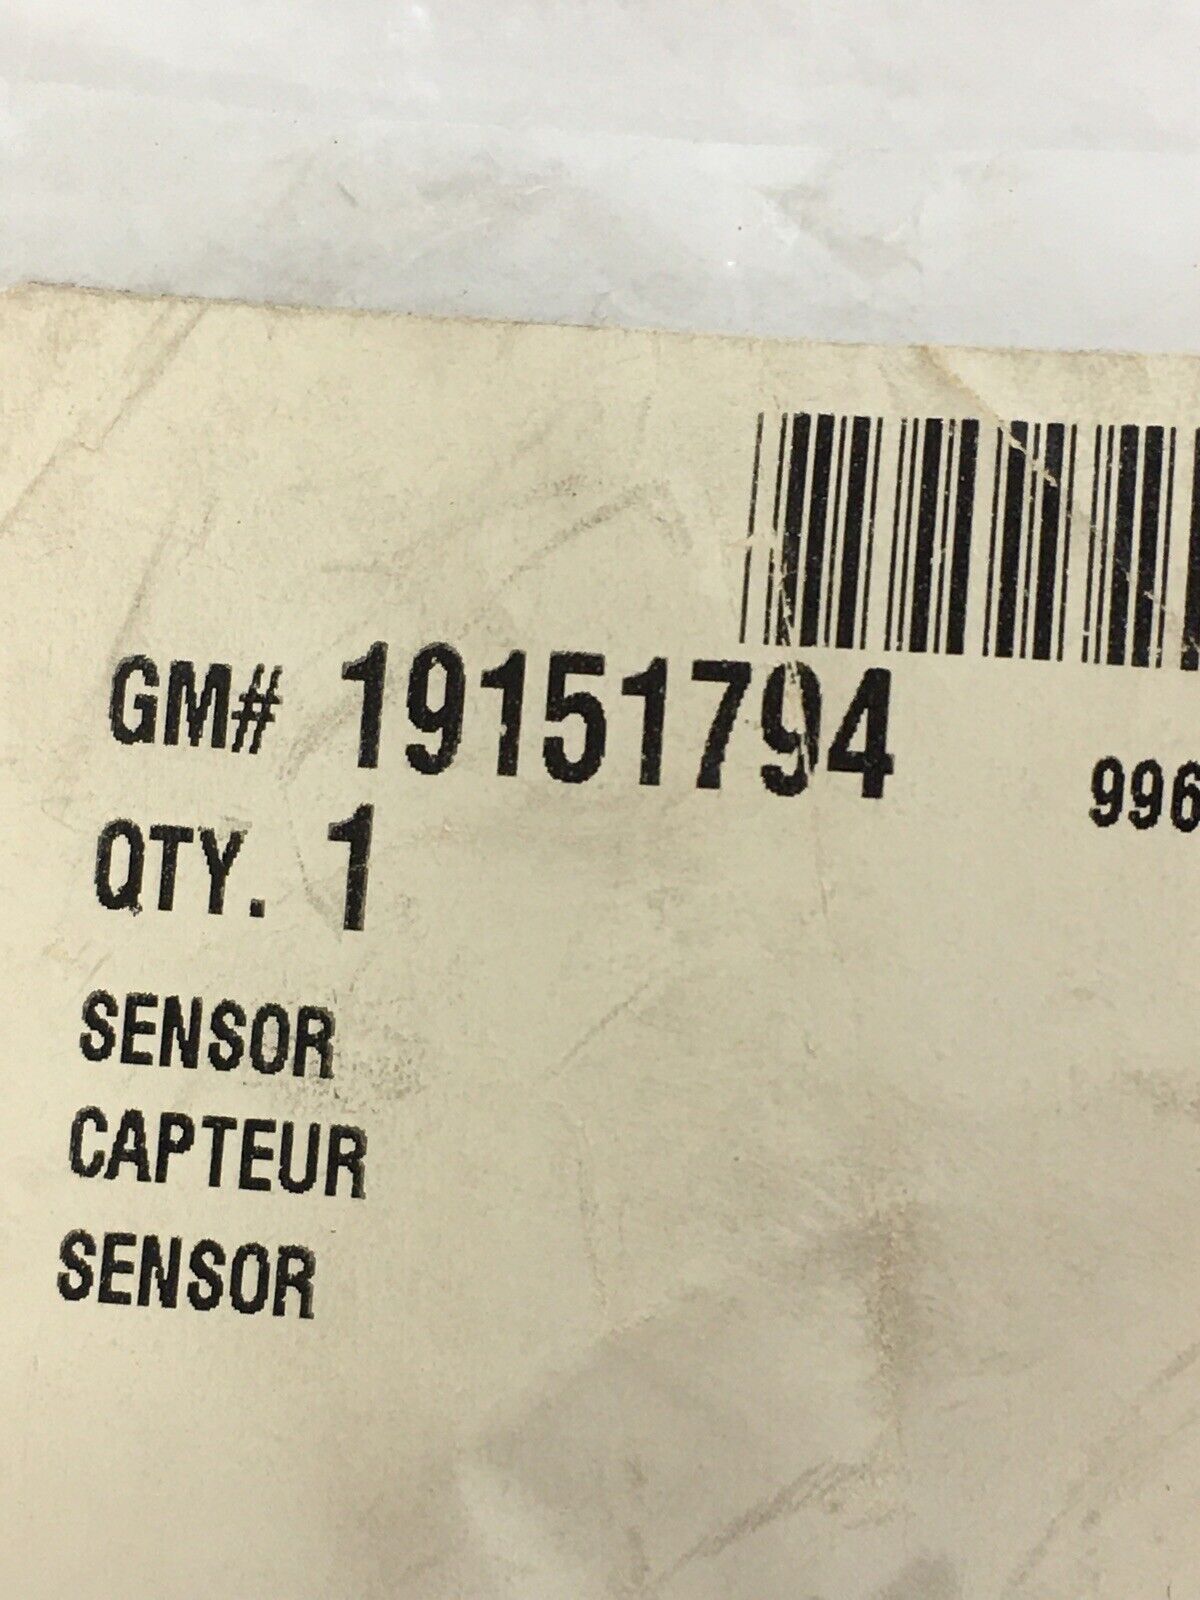 GM# 19151794
996
QTY. 1
SENSOR
CAPTEUR
SENSOR